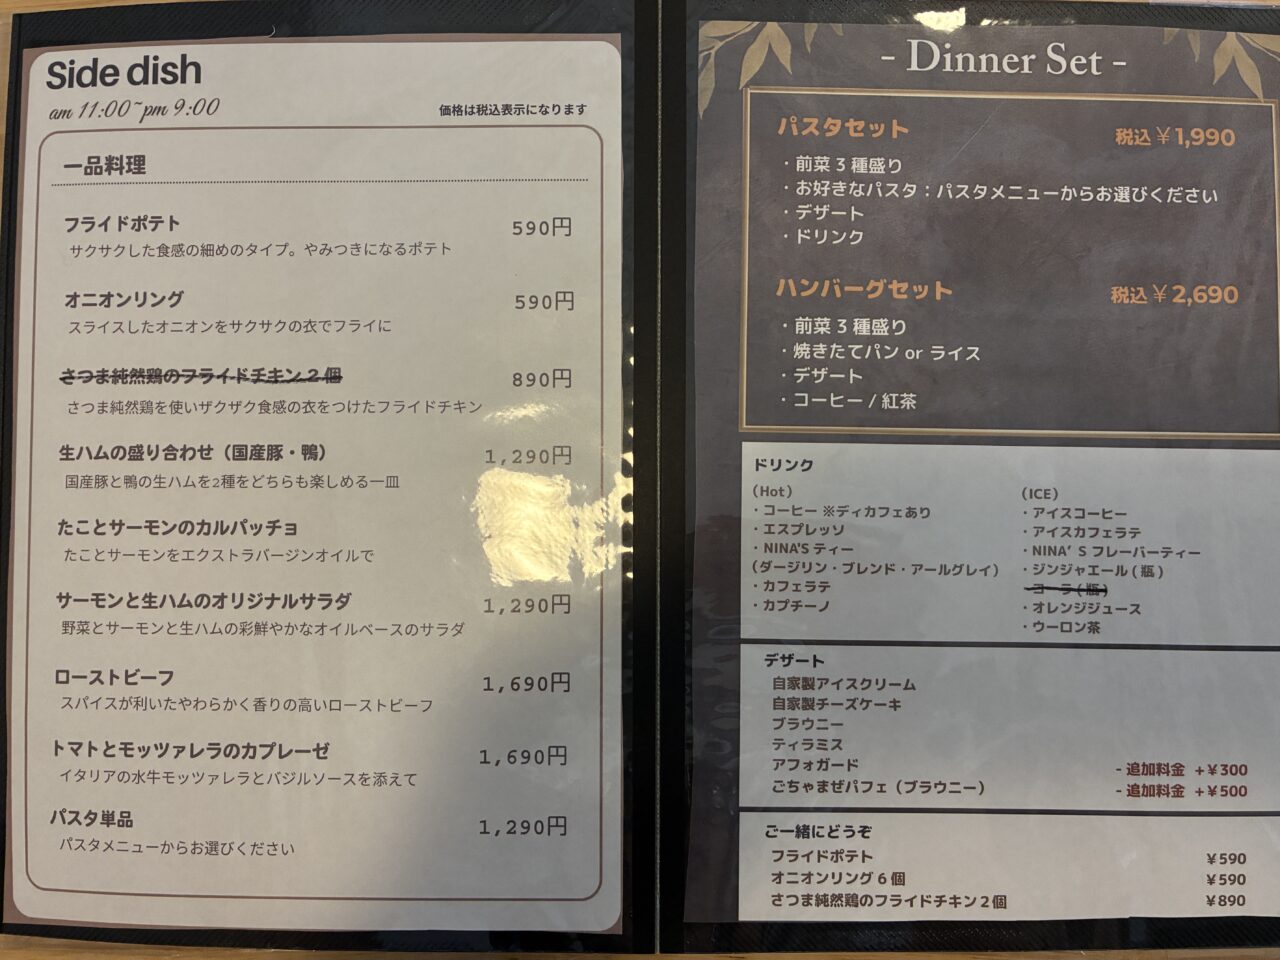 Side dish
am 11:00~pm 9:00
価格は税込表示になります
一品料理
フライドポテト 590円
サクサクした食感の細めのタイプ。やみつきになるポテト
オニオンリング 590円
スライスしたオニオンをサクサクの衣でフライに
さつま純然鶏のフライドチキン２個 890円
さつま純然鶏を使いザクザク食感の衣をつけたフライドチキン
生ハムの盛り合わせ（国産豚・鴨） 1,290円
国産豚と鴨の生ハムを2種をどちらも楽しめる一皿
たことサーモンのカルパッチョ
たことサーモンをエクストラバージンオイルで
サーモンと生ハムのオリジナルサラダ 1,290円
野菜とサーモンと生ハムの彩鮮やかなオイルベースのサラダ
ローストビーフ 1,690円
スパイスが利いたやわらかく香りの高いローストビーフ
トマトとモッツァレラのカプレーゼ 1,690円
イタリアの水牛モッツァレラとバジルソースを添えて
パスタ単品 1,290円
パスタメニューからお選びください
- Dinner Set -
パスタセット 税込￥1,990
・前菜３種盛り
・お好きなパスタ：パスタメニューからお選びください
・デザート
・ドリンク
ハンバーグセット 税込￥2,690
・前菜３種盛り
・焼きたてパン or ライス
・デザート
・コーヒー / 紅茶
ドリンク
（Hot）
・コーヒー ※ディカフェあり
・エスプレッソ
・NINA'S ティー
（ダージリン・ブレンド・アールグレイ）
・カフェラテ
・カプチーノ
（ICE）
・アイスコーヒー
・アイスカフェラテ
・NINA’S フレーバーティー
・ジンジャエール(瓶)
・コーラ(瓶)
・オレンジジュース
・ウーロン茶
デザート
自家製アイスクリーム
自家製チーズケーキ
ブラウニー
ティラミス
アフォガード - 追加料金 +￥300
ごちゃまぜパフェ（ブラウニー） - 追加料金 +￥500
ご一緒にどうぞ
フライドポテト ￥590
オニオンリング６個 ￥590
さつま純然鶏のフライドチキン２個 ￥890